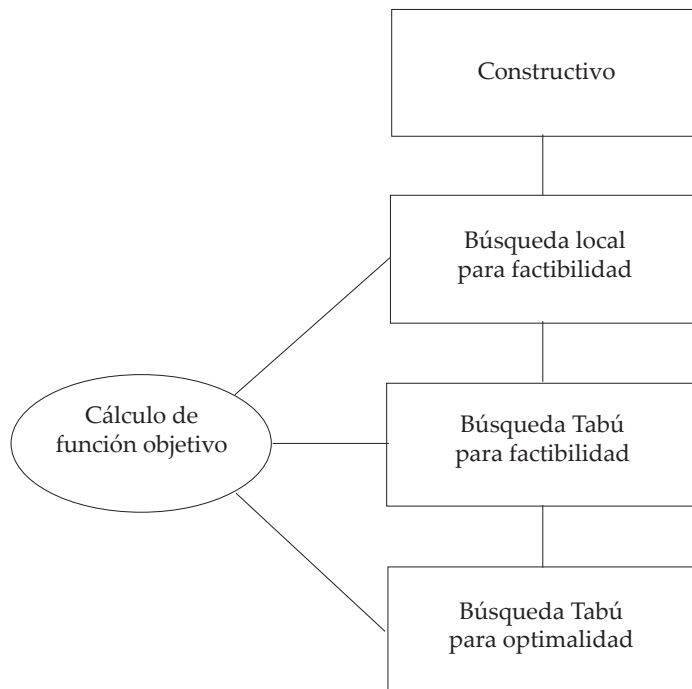 Constructivo
Búsqueda local
para factibilidad
Cálculo de
función objetivo
Búsqueda Tabú
para factibilidad
Búsqueda Tabú
para optimalidad